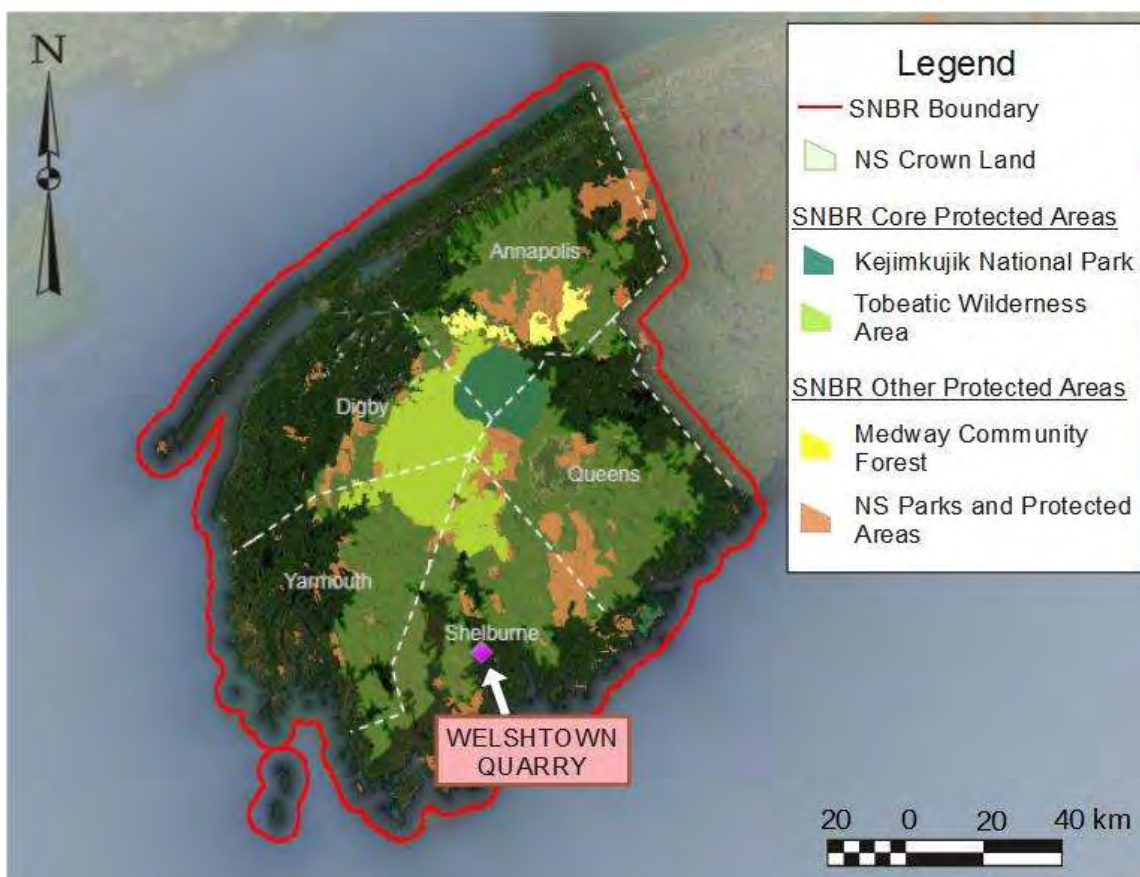 N
Legend
SNBR Boundary
NS Crown Land
SNBR Core Protected Areas
Kejimkujik National Park
Tobeatic Wilderness
Area
SNBR Other Protected Areas
Medway Community
Forest
NS Parks and Protected
Areas
Annapolis
Digby
Queens
Yarmouth
Shelburne
WELSHTOWN
QUARRY
20 0 20 40 km